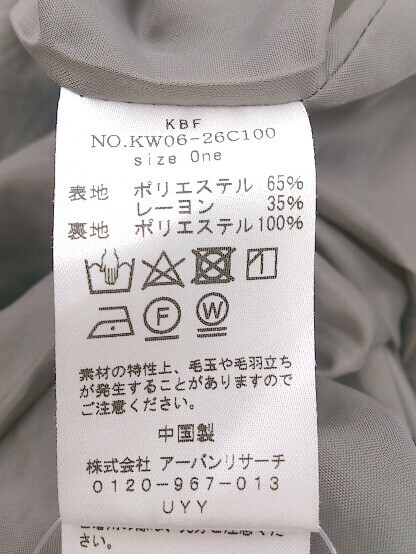 KBF
NO.KW06-26C100
size One
表地 ポリエステル 65%
レーヨン 35%
裏地 ポリエステル 100%
F W
素材の特性上、毛玉や毛羽立ち
が発生することがありますので
ご注意ください。
中国製
株式会社 アーバンリサーチ
0120-967-013
UYY
さい。